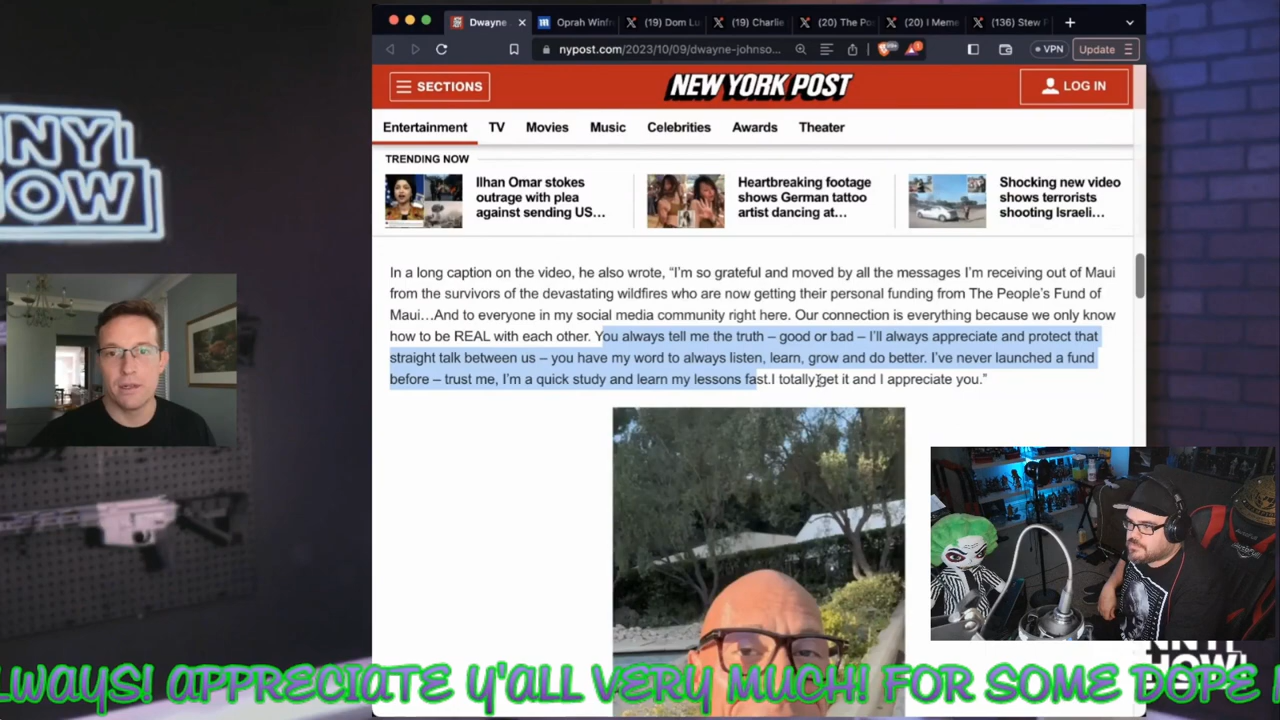 Dwayne
Oprah Winfr
(19) Dom Lu
(19) Charlie
(20) The Po
(20) I Meme
(136) Stew P
nypost.com/2023/10/09/dwayne-johnso...
VPN
Update
SECTIONS
NEW YORK POST
LOG IN
Entertainment TV Movies Music Celebrities Awards Theater
TRENDING NOW
Ilhan Omar stokes
outrage with plea
against sending US...
Heartbreaking footage
shows German tattoo
artist dancing at...
Shocking new video
shows terrorists
shooting Israeli...
In a long caption on the video, he also wrote, “I’m so grateful and moved by all the messages I’m receiving out of Maui
from the survivors of the devastating wildfires who are now getting their personal funding from The People’s Fund of
Maui…And to everyone in my social media community right here. Our connection is everything because we only know
how to be REAL with each other. You always tell me the truth – good or bad – I’ll always appreciate and protect that
straight talk between us – you have my word to always listen, learn, grow and do better. I’ve never launched a fund
before – trust me, I’m a quick study and learn my lessons fast.I totally get it and I appreciate you.”
NNY
HOW
LWAYS! APPRECIATE Y'ALL VERY MUCH! FOR SOME DOPE